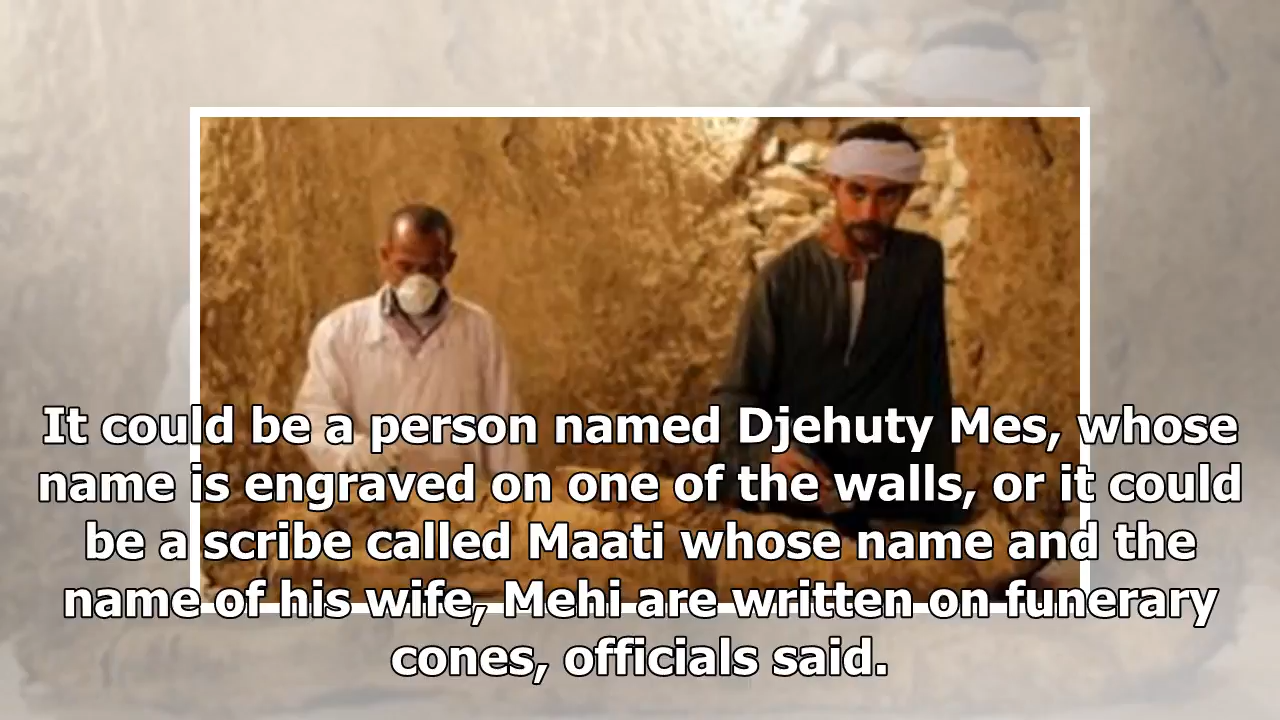 It could be a person named Djehuty Mes, whose
name is engraved on one of the walls, or it could
be a scribe called Maati whose name and the
name of his wife, Mehi are written on funerary
cones, officials said.